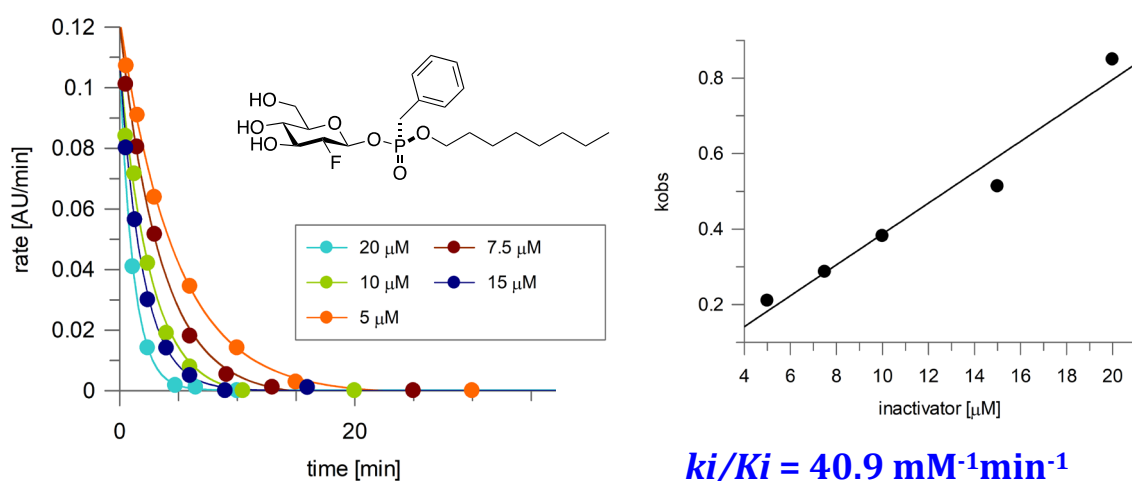 0.12
0.1
0.08
0.06
0.04
0.02
0
rate [AU/min]
0
20
time [min]
HO
HO
HO
O
F
O
P
O
O
20 μM
7.5 μM
10 μM
15 μM
5 μM
0.8
0.6
0.4
0.2
kobs
4 6 8 10 12 14 16 18 20
inactivator [μM]
ki/Ki = 40.9 mM-1min-1